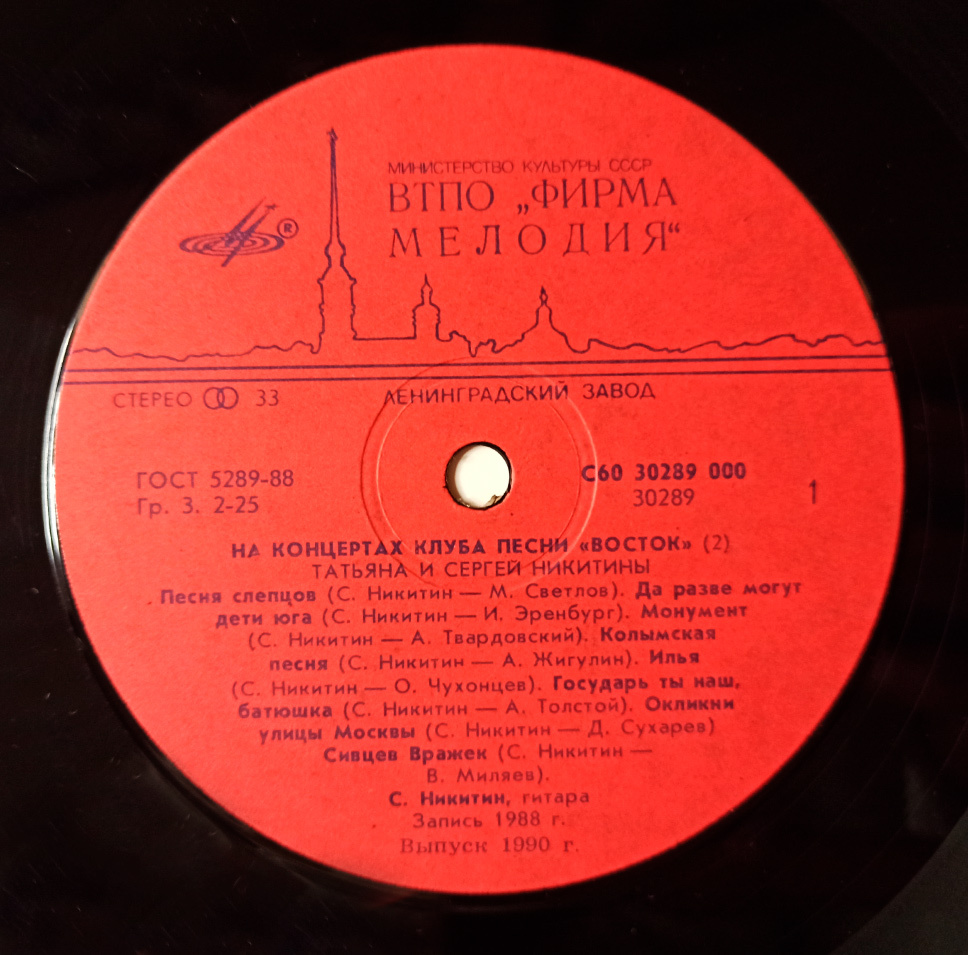 МИНИСТЕРСТВО КУЛЬТУРЫ СССР
ВТПО „ФИРМА
МЕЛОДИЯ“
®
СТЕРЕО 33
ЛЕНИНГРАДСКИЙ ЗАВОД
ГОСТ 5289-88
Гр. 3. 2-25
С60 30289 000
30289
1
НА КОНЦЕРТАХ КЛУБА ПЕСНИ «ВОСТОК» (2)
ТАТЬЯНА И СЕРГЕЙ НИКИТИНЫ
Песня слепцов (С. Никитин — М. Светлов). Да разве могут
дети юга (С. Никитин — И. Эренбург). Монумент
(С. Никитин — А. Твардовский). Колымская
песня (С. Никитин — А. Жигулин). Илья
(С. Никитин — О. Чухонцев). Государь ты наш,
батюшка (С. Никитин — А. Толстой). Окликни
улицы Москвы (С. Никитин — Д. Сухарев)
Сивцев Вражек (С. Никитин —
В. Миляев).
С. Никитин, гитара
Запись 1988 г.
Выпуск 1990 г.